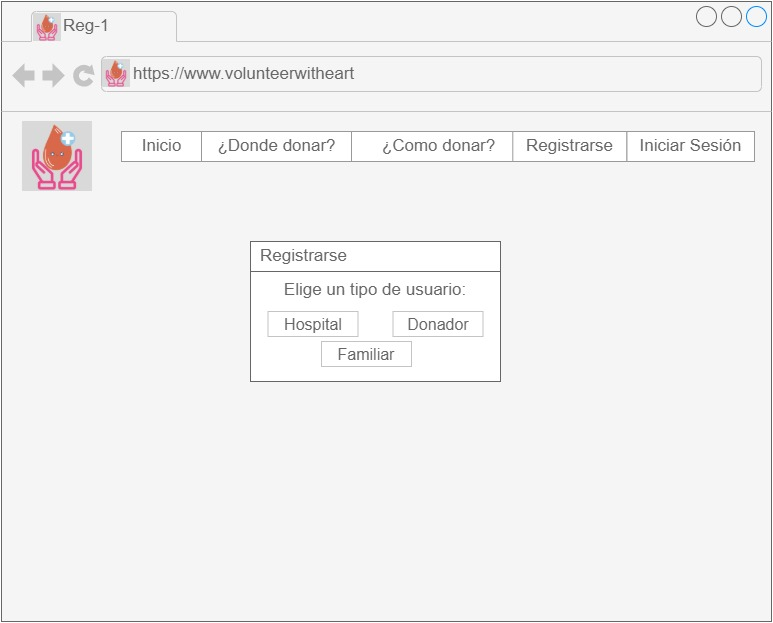 Reg-1
https://www.volunteerwitheart
Inicio ¿Donde donar? ¿Como donar? Registrarse Iniciar Sesión
Registrarse
Elige un tipo de usuario:
Hospital Donador
Familiar